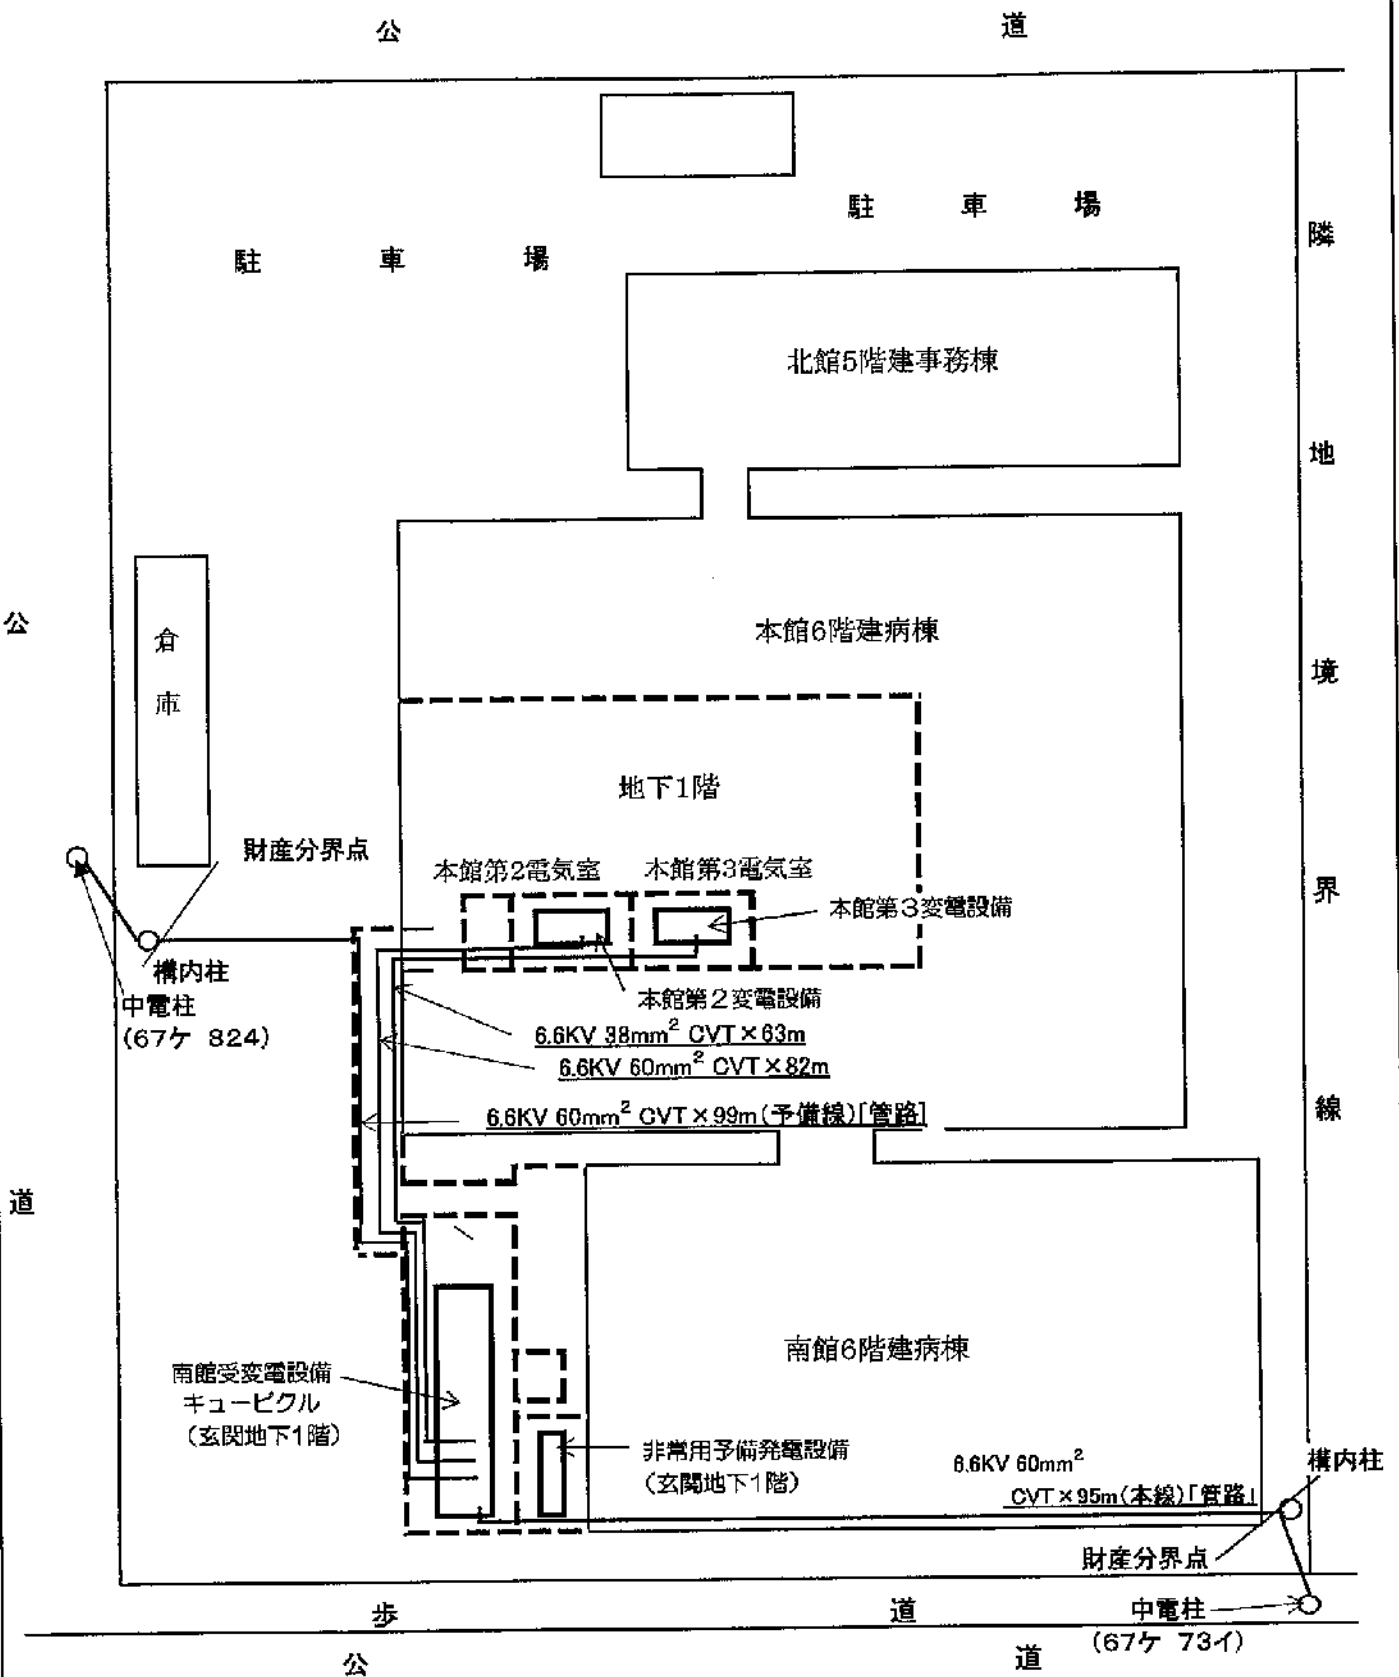 公 道
駐 車 場
駐 車 場
隣地境界線
北館5階建事務棟
公道
倉庫
本館6階建病棟
地下1階
財産分界点
本館第2電気室 本館第3電気室
本館第3変電設備
構内柱
中電柱
(67ケ 824)
本館第2変電設備
6.6KV 38mm² CVT×63m
6.6KV 60mm² CVT×82m
6.6KV 60mm² CVT×99m(予備線)「管路」
南館6階建病棟
南館受変電設備
キュービクル
(玄関地下1階)
非常用予備発電設備
(玄関地下1階)
6.6KV 60mm²
CVT×95m(本線)「管路」
構内柱
財産分界点
歩 道
中電柱
(67ケ 73イ)
公 道